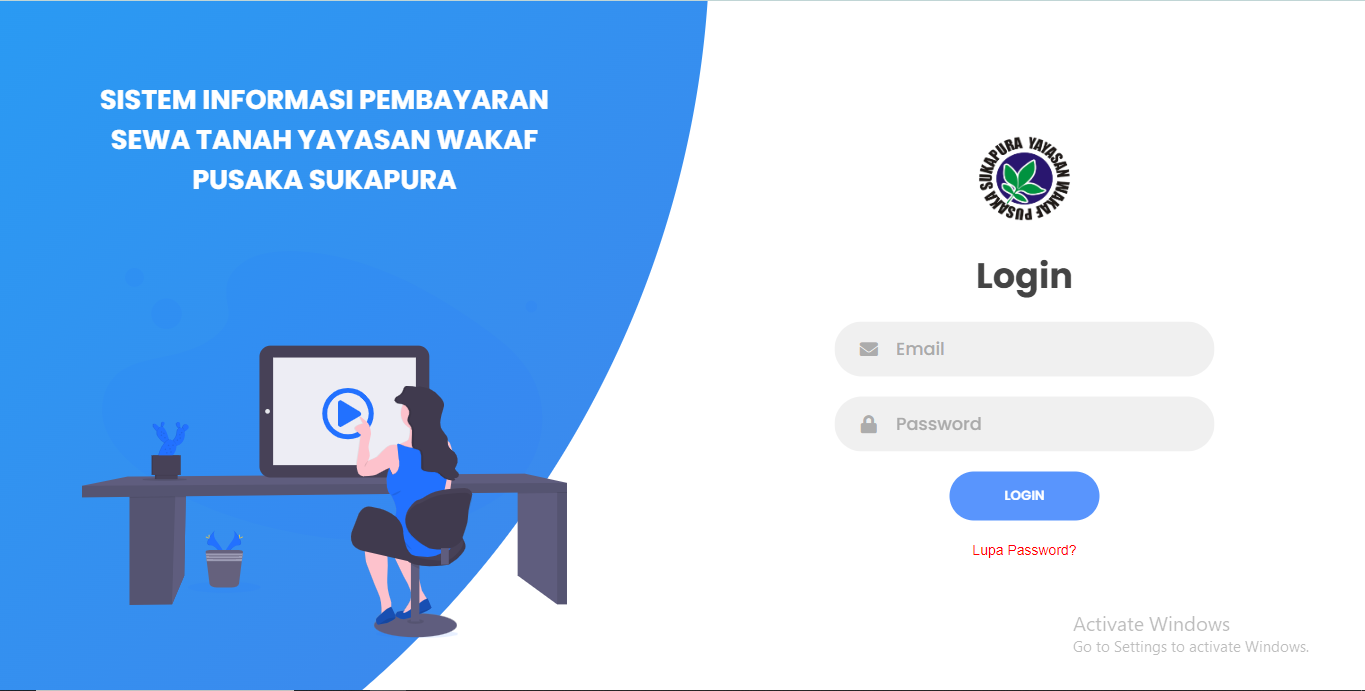 SISTEM INFORMASI PEMBAYARAN
SEWA TANAH YAYASAN WAKAF
PUSAKA SUKAPURA
YAYASAN WAKAF PUSAKA SUKAPURA
Login
Email
Password
LOGIN
Lupa Password?
Activate Windows
Go to Settings to activate Windows.